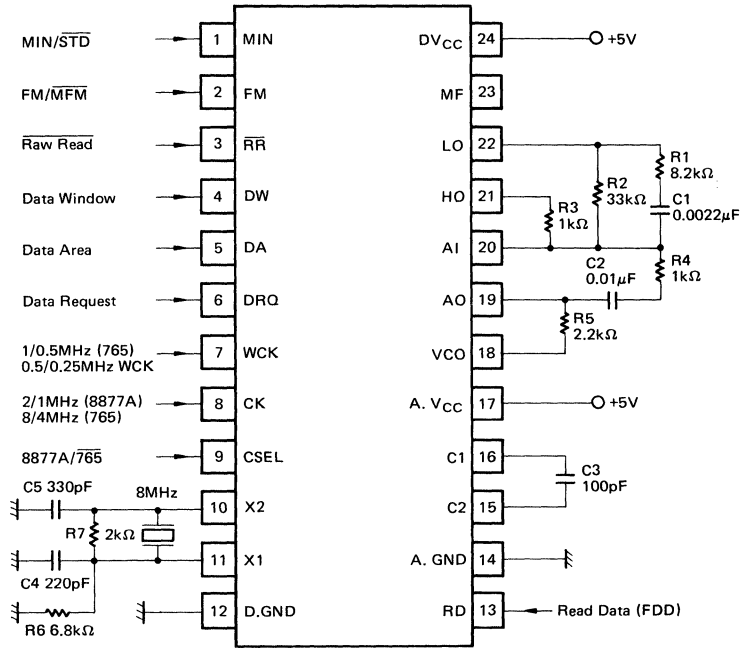 MIN/STD 1 MIN DVCC 24 +5V
FM/MFM 2 FM MF 23
Raw Read 3 RR LO 22
R1
8.2kΩ
Data Window 4 DW HO 21
R2
33kΩ
R3
1kΩ
C1
0.0022μF
Data Area 5 DA AI 20
C2
0.01μF
R4
1kΩ
Data Request 6 DRQ AO 19
R5
2.2kΩ
1/0.5MHz (765)
0.5/0.25MHz WCK
7 WCK VCO 18
2/1MHz (8877A)
8/4MHz (765)
8 CK A. VCC 17 +5V
8877A/765 9 CSEL C1 16
C3
100pF
C5 330pF 8MHz
10 X2 C2 15
R7 2kΩ
11 X1 A. GND 14
C4 220pF
12 D.GND RD 13 Read Data (FDD)
R6 6.8kΩ